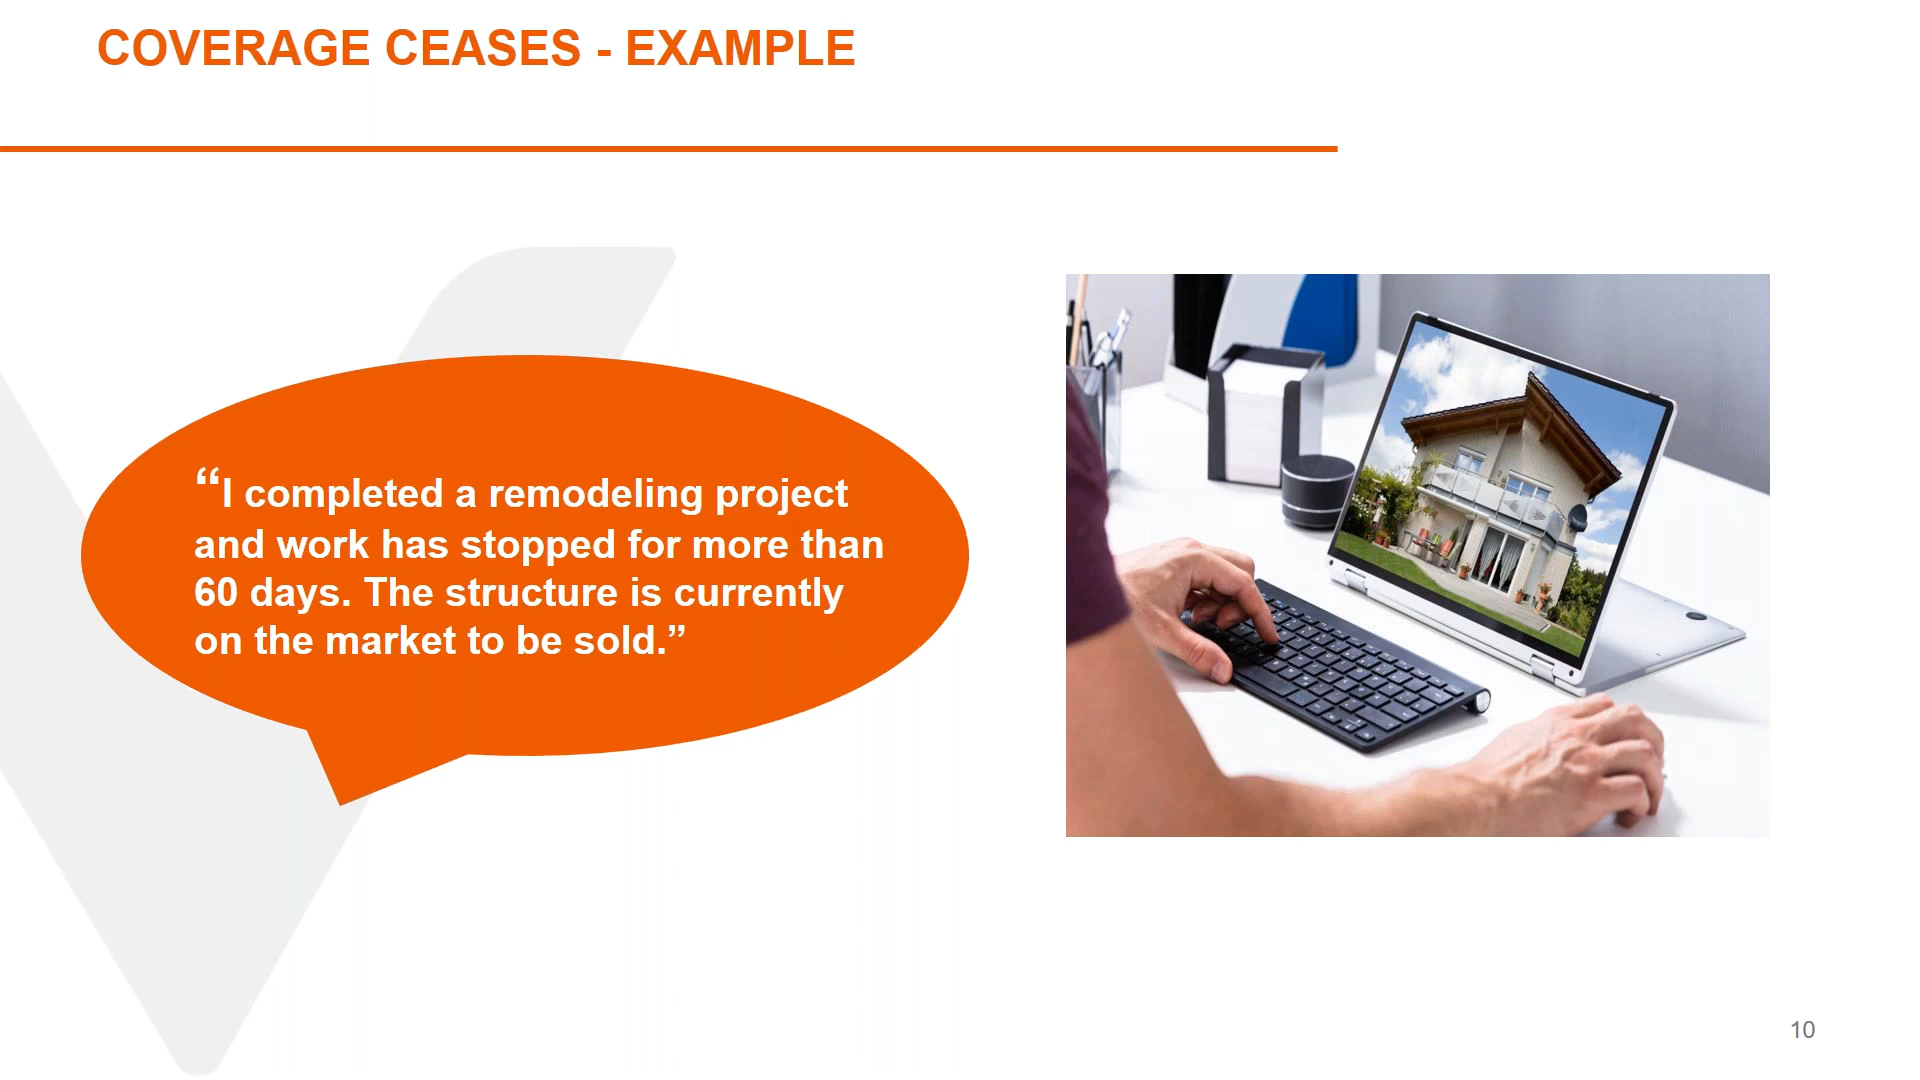 COVERAGE CEASES - EXAMPLE
“I completed a remodeling project
and work has stopped for more than
60 days. The structure is currently
on the market to be sold.”
10